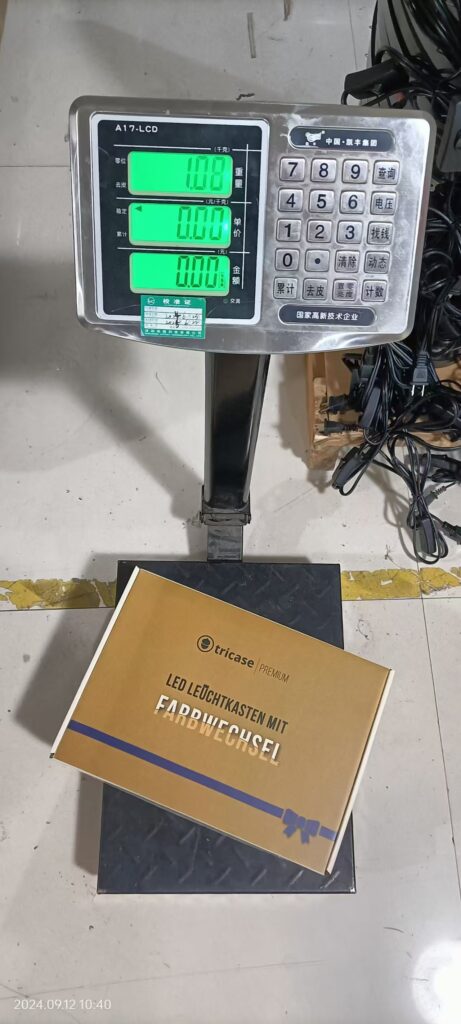 A17-LCD
(千克)
零位
去皮
1.08
重量
(元/千克)
稳定
累计
0.00
单价
(元)
0.00
金额
交流
校准证
中国·凯丰集团
7 8 9 查询
4 5 6 电压
1 2 3 找钱
0 • 清除 动态
累计 去皮 计数
国家高新技术企业
tricase PREMIUM
LED LEÜCHTKASTEN MIT
FARBWECHSEL
2024.09.12 10:40